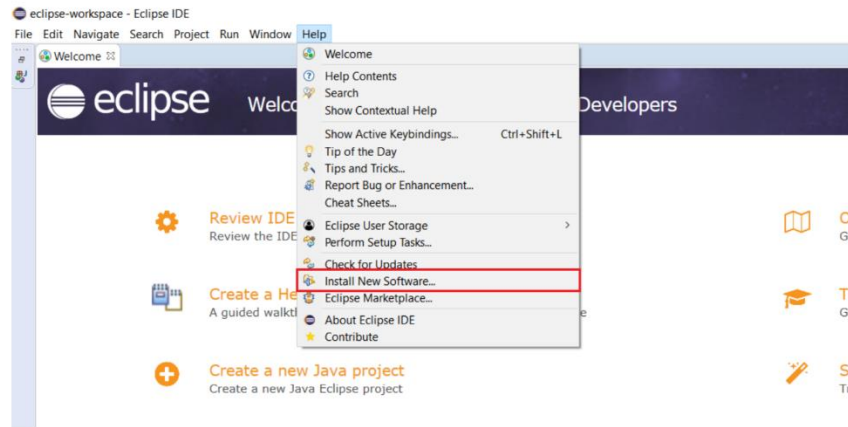 eclipse-workspace - Eclipse IDE
File Edit Navigate Search Project Run Window Help
Welcome
eclipse Welco Developers
Welcome
Help Contents
Search
Show Contextual Help
Show Active Keybindings... Ctrl+Shift+L
Tip of the Day
Tips and Tricks...
Report Bug or Enhancement...
Cheat Sheets...
Eclipse User Storage
Perform Setup Tasks...
Check for Updates
Install New Software...
Eclipse Marketplace...
About Eclipse IDE
Contribute
Review IDE
Review the IDE
Create a He
A guided walkt
Create a new Java project
Create a new Java Eclipse project